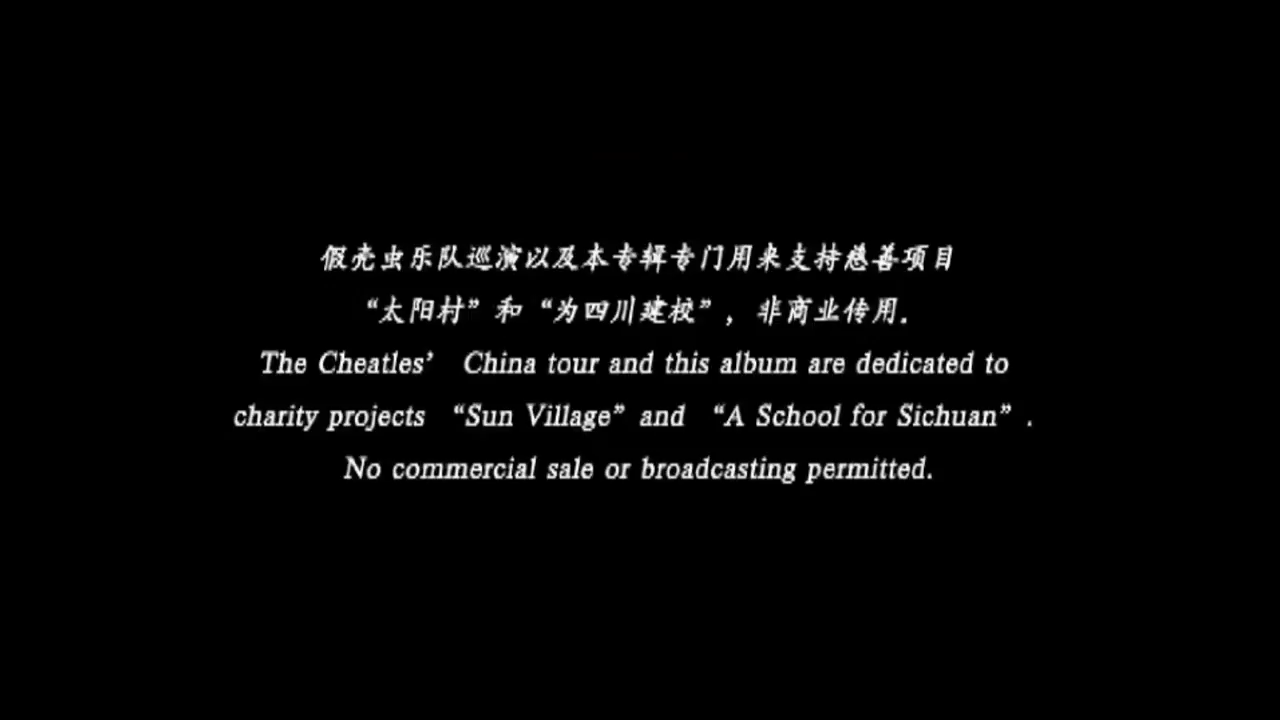 假壳虫乐队巡演以及本专辑专门用来支持慈善项目
“太阳村”和“为四川建校”，非商业传用.
The Cheatles’ China tour and this album are dedicated to
charity projects “Sun Village” and “A School for Sichuan”.
No commercial sale or broadcasting permitted.